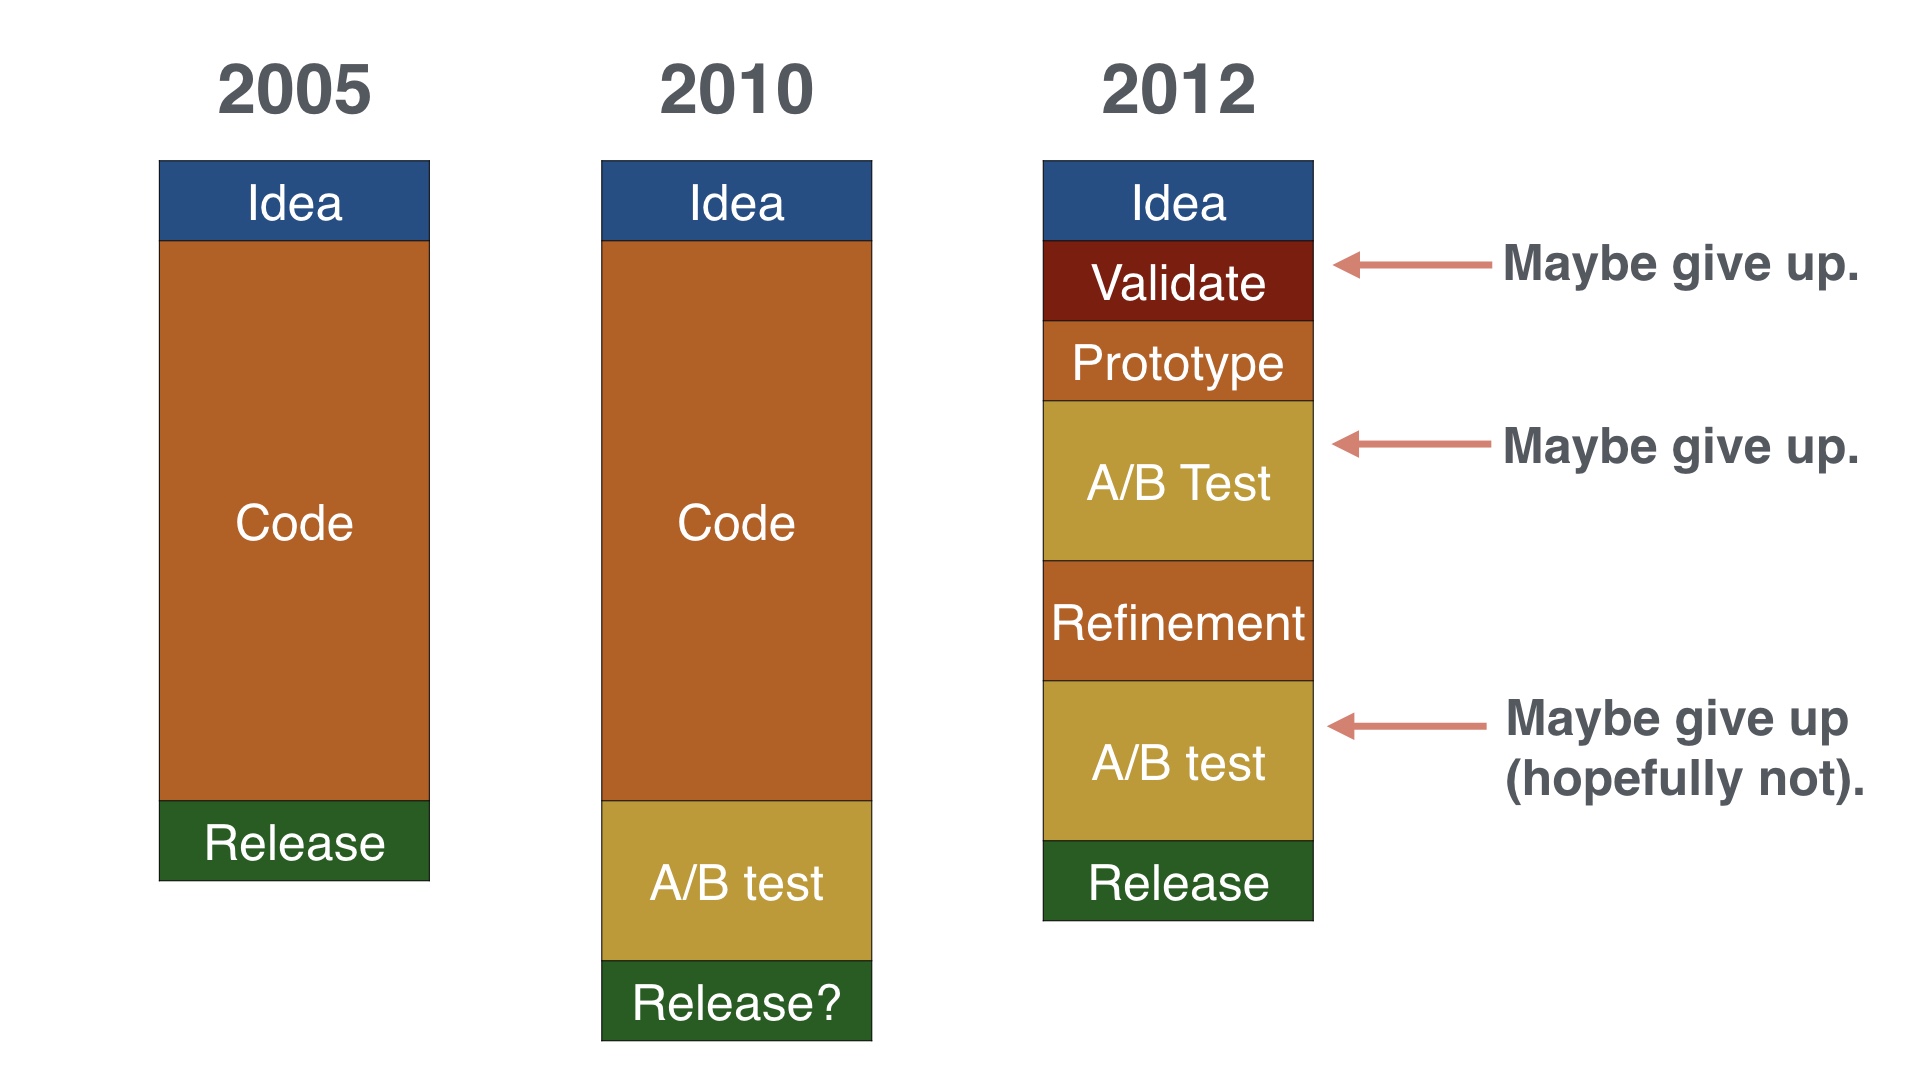 2005
Idea
Code
Release
2010
Idea
Code
A/B test
Release?
2012
Idea
Validate
Prototype
A/B Test
Refinement
A/B test
Release
Maybe give up.
Maybe give up.
Maybe give up
(hopefully not).